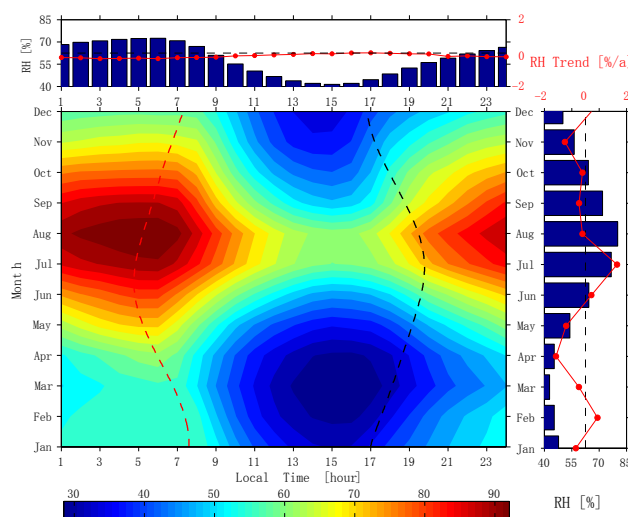 85
70
55
40
RH [%]
2
0
-2
RH Trend [%/a]
1 3 5 7 9 11 13 15 17 19 21 23
-2 0 2
Dec
Nov
Oct
Sep
Aug
Jul
Jun
May
Apr
Mar
Feb
Jan
Month
1 3 5 7 9 11 13 15 17 19 21 23
Local Time [hour]
Dec
Nov
Oct
Sep
Aug
Jul
Jun
May
Apr
Mar
Feb
Jan
40 55 70 85
RH [%]
30 40 50 60 70 80 90